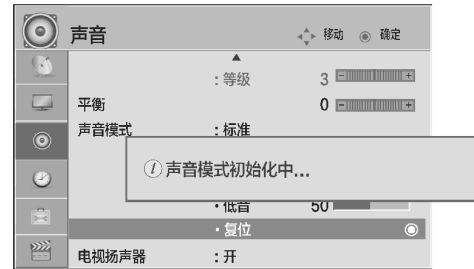 声音 移动 确定
: 等级 3 - +
平衡 0 - +
声音模式 : 标准
i 声音模式初始化中...
• 低音 50
• 复位
电视扬声器 : 开